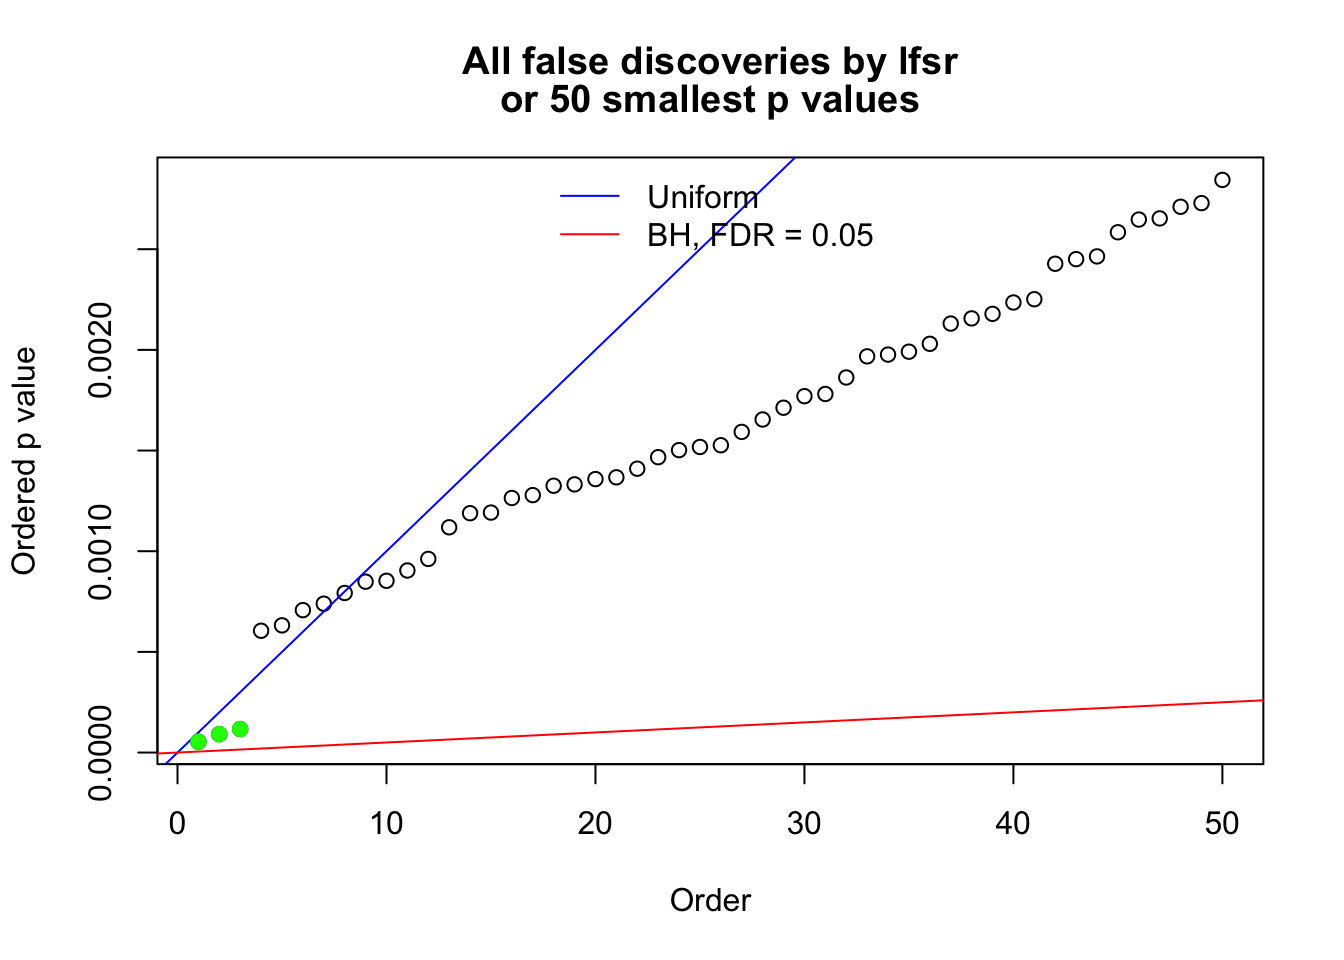 All false discoveries by lfsr
or 50 smallest p values
Uniform
BH, FDR = 0.05
Ordered p value
0.0000
0.0010
0.0020
0 10 20 30 40 50
Order